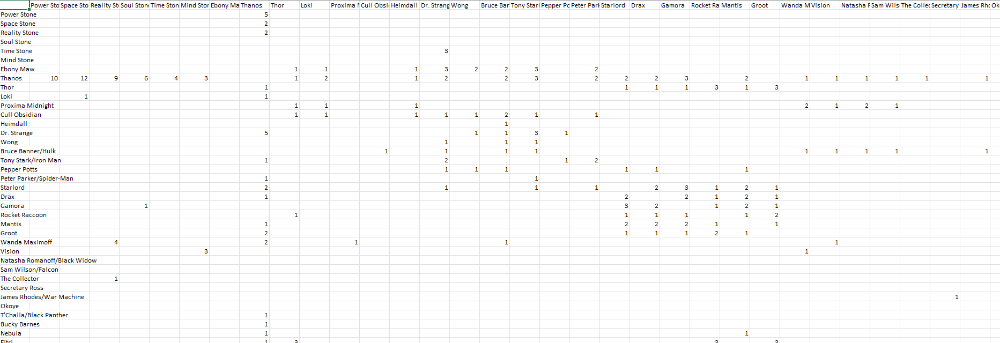 Power Sto Space Sto Reality St Soul Stone Time Ston Mind Ston Ebony Ma Thanos Thor Loki Proxima Cull Obsi Heimdall Dr. Strang Wong Bruce Ban Tony Starl Pepper Po Peter Parl Starlord Drax Gamora Rocket Ra Mantis Groot Wanda M Vision Natasha Sam Wils The Collec Secretary James Rho Ok
Power Stone 5
Space Stone 2
Reality Stone 2
Soul Stone
Time Stone 3
Mind Stone
Ebony Maw 1 1 1 3 2 2 3 2
Thanos 10 12 9 6 4 3 1 2 1 2 2 3 2 2 2 3 2 1 1 1 1 1 1
Thor 1 1 1 1 3 1 3
Loki 1 1
Proxima Midnight 1 1 1 2 1 2 1
Cull Obsidian 1 1 1 1 1 2 1 1
Heimdall 1
Dr. Strange 5 1 1 3 1
Wong 1 1 1
Bruce Banner/Hulk 1 1 1 1 1 1 1 1 1
Tony Stark/Iron Man 1 2 1 2
Pepper Potts 1 1 1 1 1 1
Peter Parker/Spider-Man 1 1
Starlord 2 1 1 1 2 3 1 2 1
Drax 1 2 2 1 2 1
Gamora 1 3 2 1 2 1
Rocket Raccoon 1 1 1 1 1 2
Mantis 1 2 2 2 1 1
Groot 2 1 1 1 2 1
Wanda Maximoff 4 2 1 1 1
Vision 3 1
Natasha Romanoff/Black Widow
Sam Wilson/Falcon
The Collector 1
Secretary Ross
James Rhodes/War Machine 1
Okoye
T'Challa/Black Panther 1
Bucky Barnes 1
Nebula 1 1
Eitri 1 3 3 3